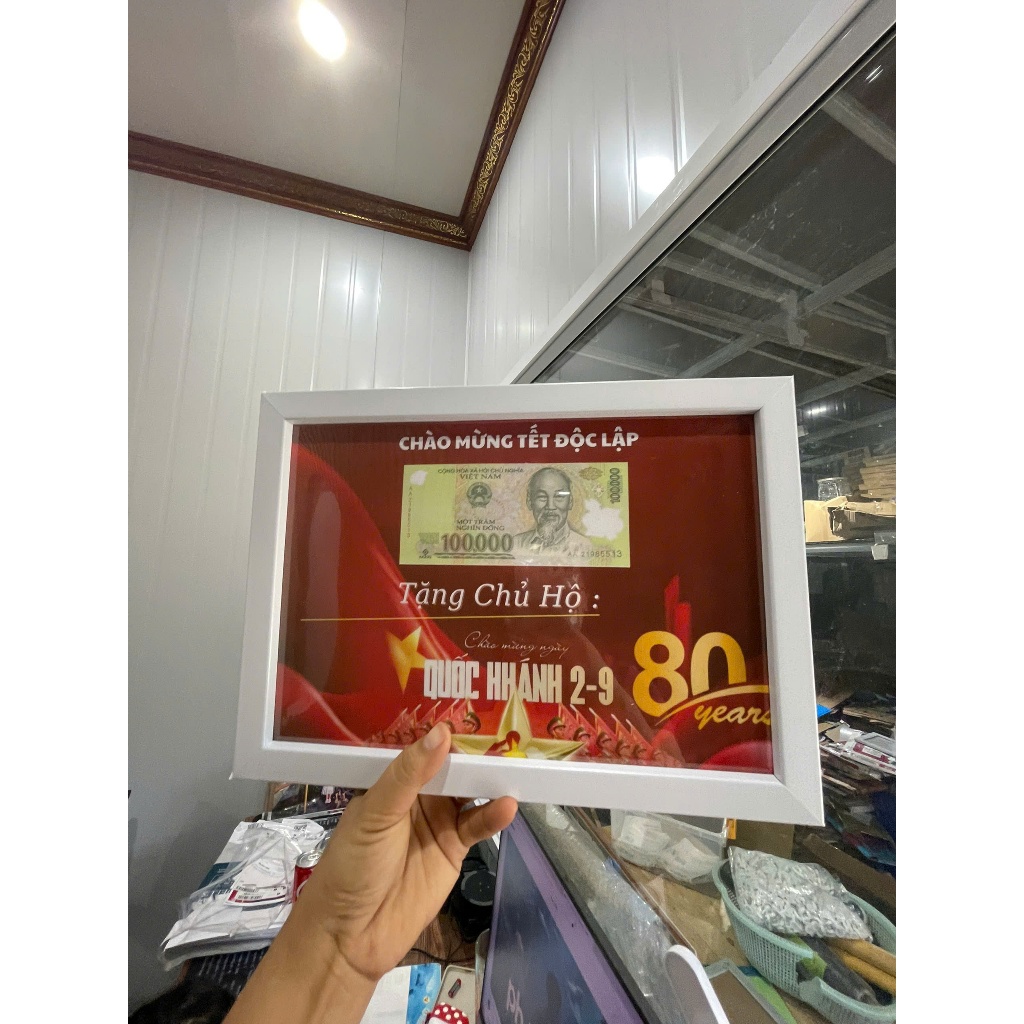 CHÀO MỪNG TẾT ĐỘC LẬP
CỘNG HÒA XÃ HỘI CHỦ NGHĨA
VIỆT NAM
100000
MỘT TRĂM
NGHÌN ĐỒNG
100.000
Tăng Chủ Hộ :
Chào mừng ngày
QUỐC KHÁNH 2-9
80
years